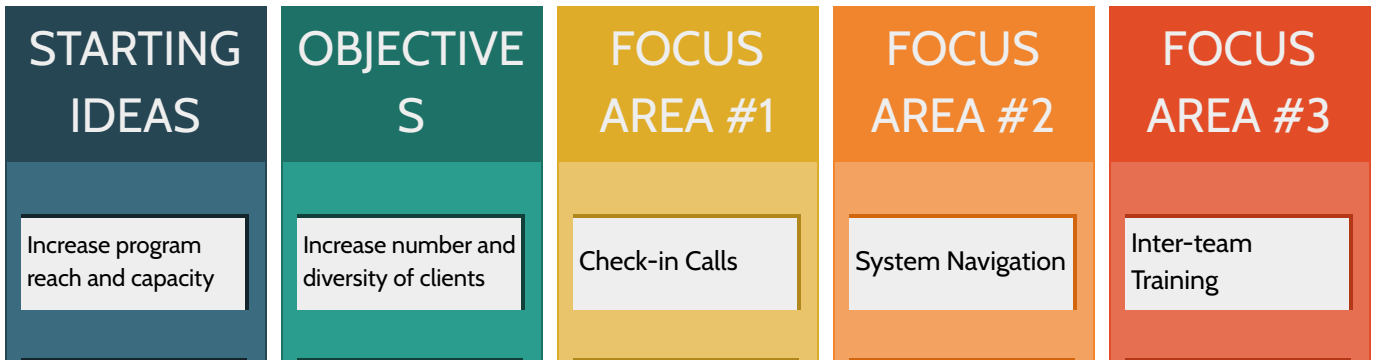 STARTING
IDEAS
OBJECTIVE
S
FOCUS
AREA #1
FOCUS
AREA #2
FOCUS
AREA #3
Increase program
reach and capacity
Increase number and
diversity of clients
Check-in Calls
System Navigation
Inter-team
Training